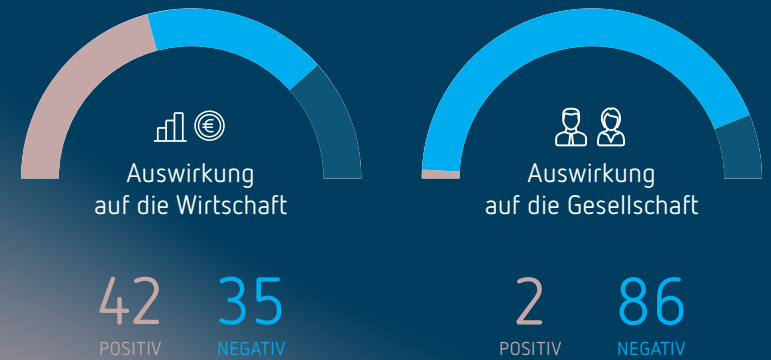 €
Auswirkung
auf die Wirtschaft
42 35
POSITIV NEGATIV
Auswirkung
auf die Gesellschaft
2 86
POSITIV NEGATIV